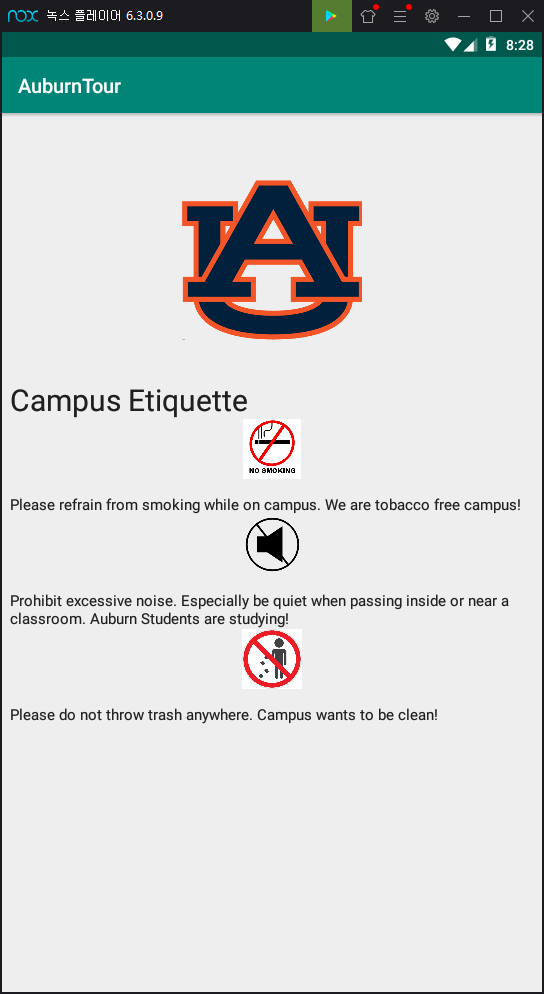 nox 녹스 플레이어 6.3.0.9
8:28
AuburnTour
AU
Campus Etiquette
NO SMOKING
Please refrain from smoking while on campus. We are tobacco free campus!
Prohibit excessive noise. Especially be quiet when passing inside or near a
classroom. Auburn Students are studying!
Please do not throw trash anywhere. Campus wants to be clean!